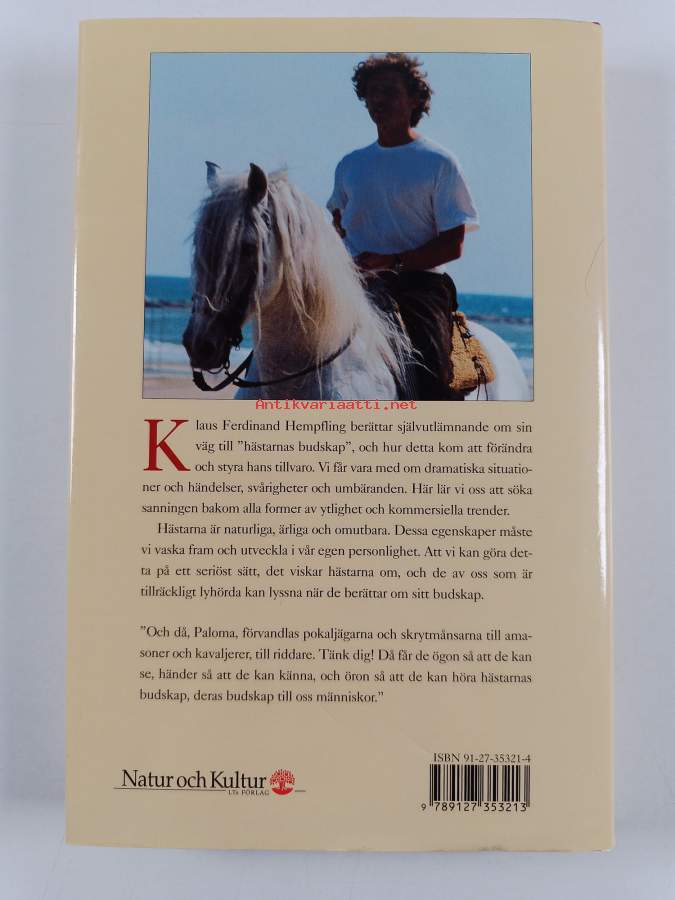 Antikvariaatti.net
Klaus Ferdinand Hempfling berättar självutlämnande om sin
väg till ”hästarnas budskap”, och hur detta kom att förändra
och styra hans tillvaro. Vi får vara med om dramatiska situatio-
ner och händelser, svårigheter och umbäranden. Här lär vi oss att söka
sanningen bakom alla former av ytlighet och kommersiella trender.
Hästarna är naturliga, ärliga och omutbara. Dessa egenskaper måste
vi vaska fram och utveckla i vår egen personlighet. Att vi kan göra det-
ta på ett seriöst sätt, det viskar hästarna om, och de av oss som är
tillräckligt lyhörda kan lyssna när de berättar om sitt budskap.
”Och då, Paloma, förvandlas pokaljägarna och skrytmånsarna till ama-
soner och kavaljerer, till riddare. Tänk dig! Då får de ögon så att de kan
se, händer så att de kan känna, och öron så att de kan höra hästarnas
budskap, deras budskap till oss människor.”
ISBN 91-27-35321-4
Natur och Kultur
LTs FÖRLAG
9 789127 353213